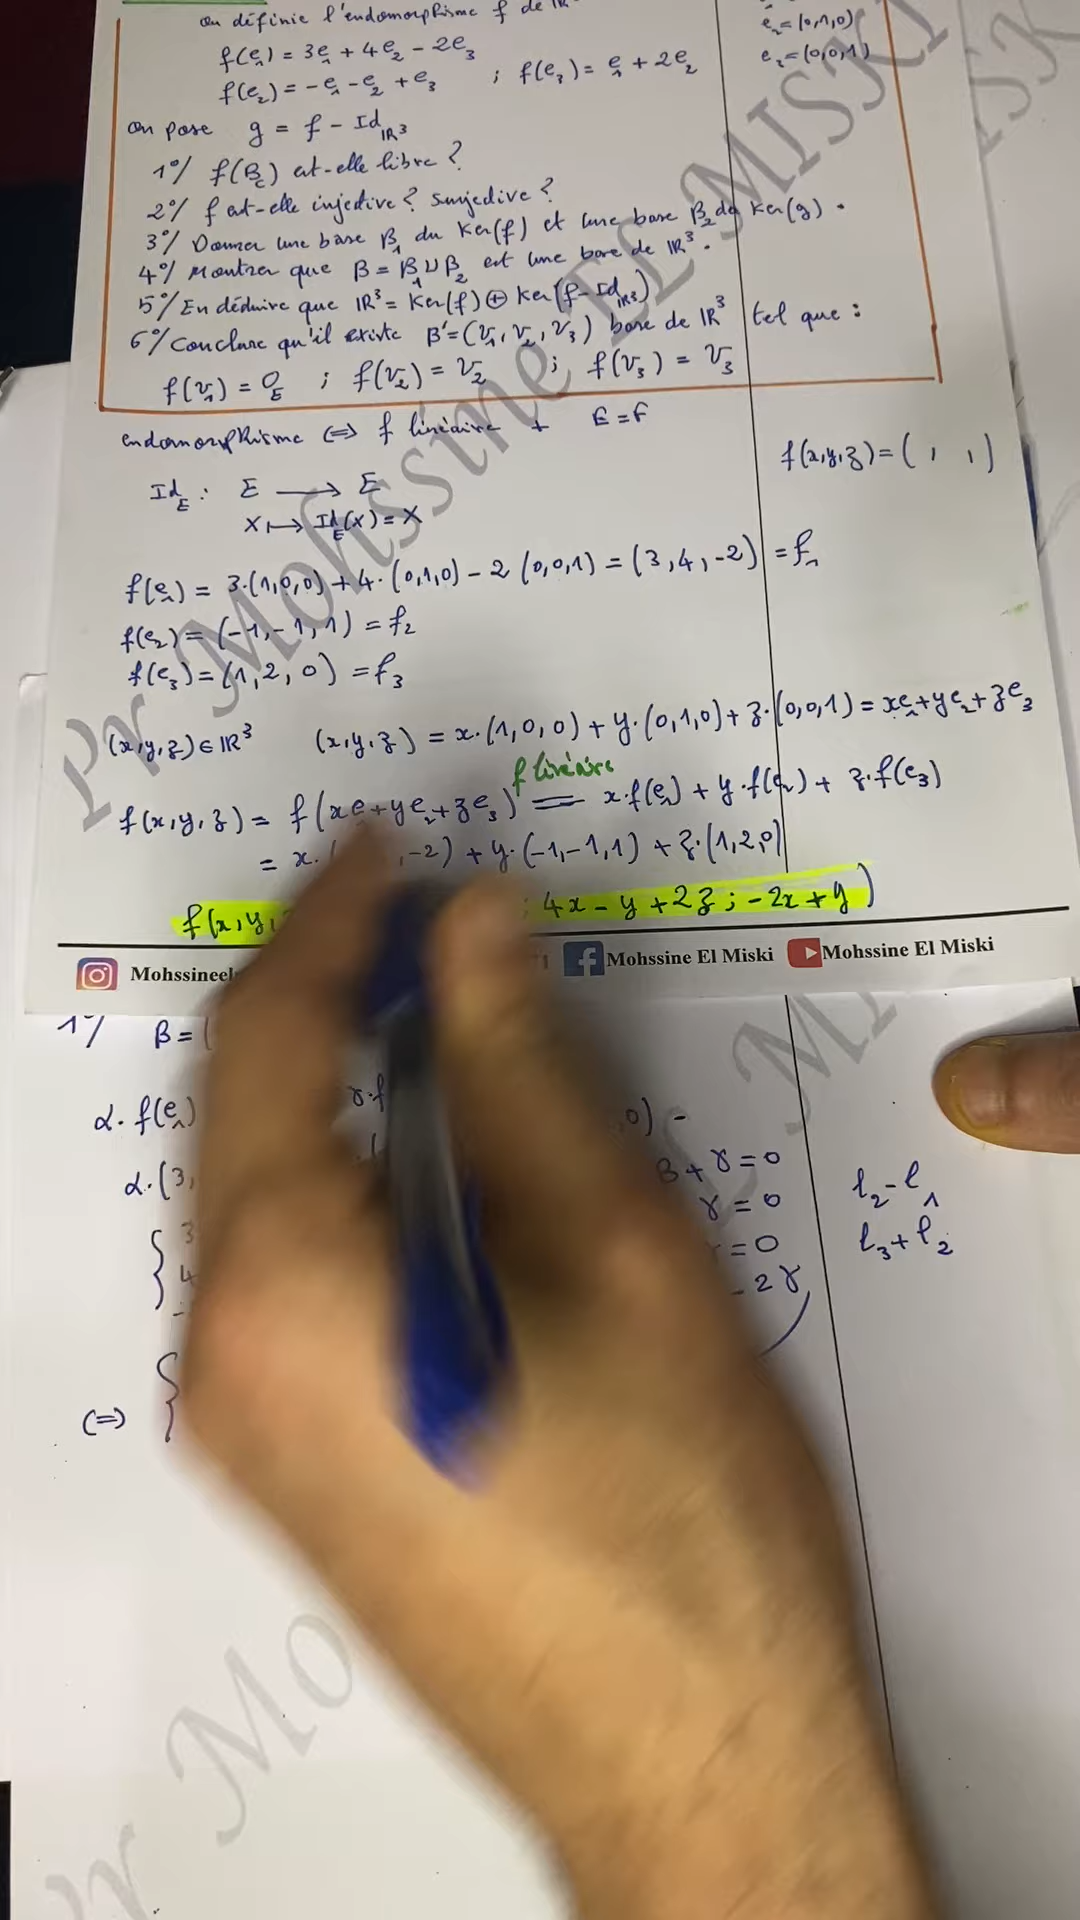 on définie l'endomorphisme f de IR
e₂=(0,1,0)
e₂=(0,0,1)
f(e₁) = 3e₁ + 4e₂ - 2e₃
f(e₂) = -e₁ - e₂ + e₃ ; f(e₃) = e₁ + 2e₂
on pose g = f - Id_IR³
1°/ f(B_c) est-elle libre ?
2°/ f est-elle injective ? surjective ?
3°/ Donner une base B₁ du Ker(f) et une base B₂ de Ker(g).
4°/ Montrer que B = B₁ ∪ B₂ est une base de IR³.
5°/ En déduire que IR³ = Ker(f) ⊕ Ker(f-Id_IR³)
6°/ Conclure qu'il existe B'=(v₁, v₂, v₃) base de IR³ tel que :
f(v₁) = 0_E ; f(v₂) = v₂ ; f(v₃) = v₃
endomorphisme ⟺ f linéaire + E=F
f(x,y,z) = ( , , )
Id_E : E ⟶ E
X ⟼ Id_E(X) = X
f(e₁) = 3·(1,0,0) + 4·(0,1,0) - 2(0,0,1) = (3,4,-2) = f₁
f(e₂) = (-1,-1,1) = f₂
f(e₃) = (1,2,0) = f₃
(x,y,z) ∈ IR³ (x,y,z) = x·(1,0,0) + y·(0,1,0) + z·(0,0,1) = xe₁+ye₂+ze₃
f linéaire
f(x,y,z) = f(xe₁+ye₂+ze₃) = x·f(e₁) + y·f(e₂) + z·f(e₃)
= x·( , -2) + y·(-1,-1,1) + z·(1,2,0)
f(x,y, ; 4x-y+2z ; -2x+y)
Mohssine El Miski Mohssine El Miski
1°/ B = (
α·f(e₁) γ·f ,0) -
α·(3, β+γ=0 l₂-l₁
{ 3 γ=0
4 =0 l₃+l₂
- 2γ
(=) {
Pr Mohssine EL MISKI